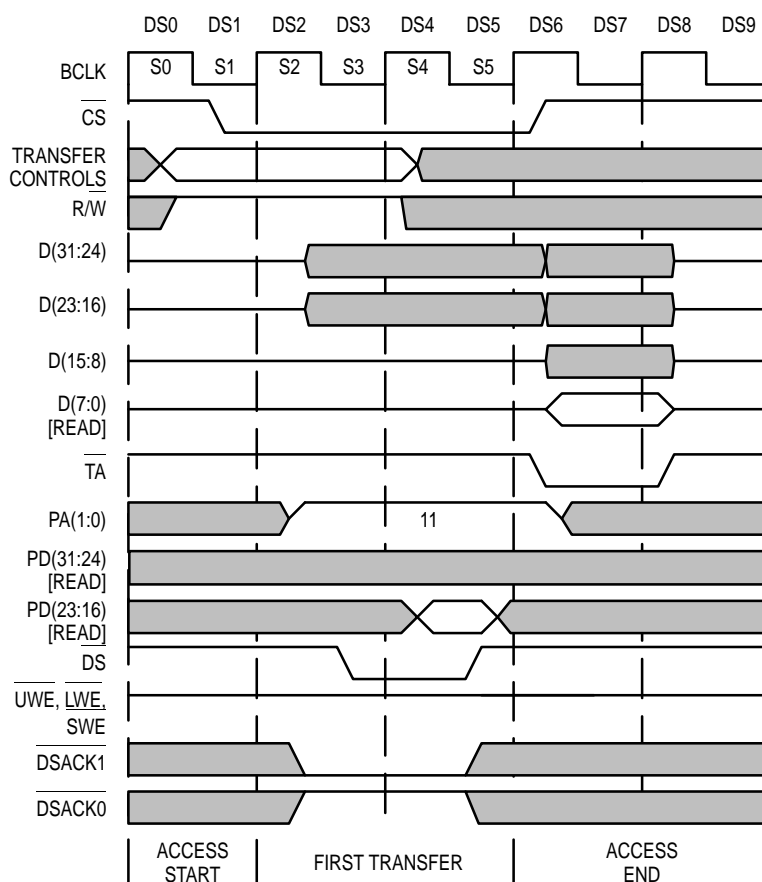 DS0 DS1 DS2 DS3 DS4 DS5 DS6 DS7 DS8 DS9
BCLK S0 S1 S2 S3 S4 S5
CS
TRANSFER
CONTROLS
R/W
D(31:24)
D(23:16)
D(15:8)
D(7:0)
[READ]
TA
PA(1:0) 11
PD(31:24)
[READ]
PD(23:16)
[READ]
DS
UWE, LWE,
SWE
DSACK1
DSACK0
ACCESS
START
FIRST TRANSFER
ACCESS
END